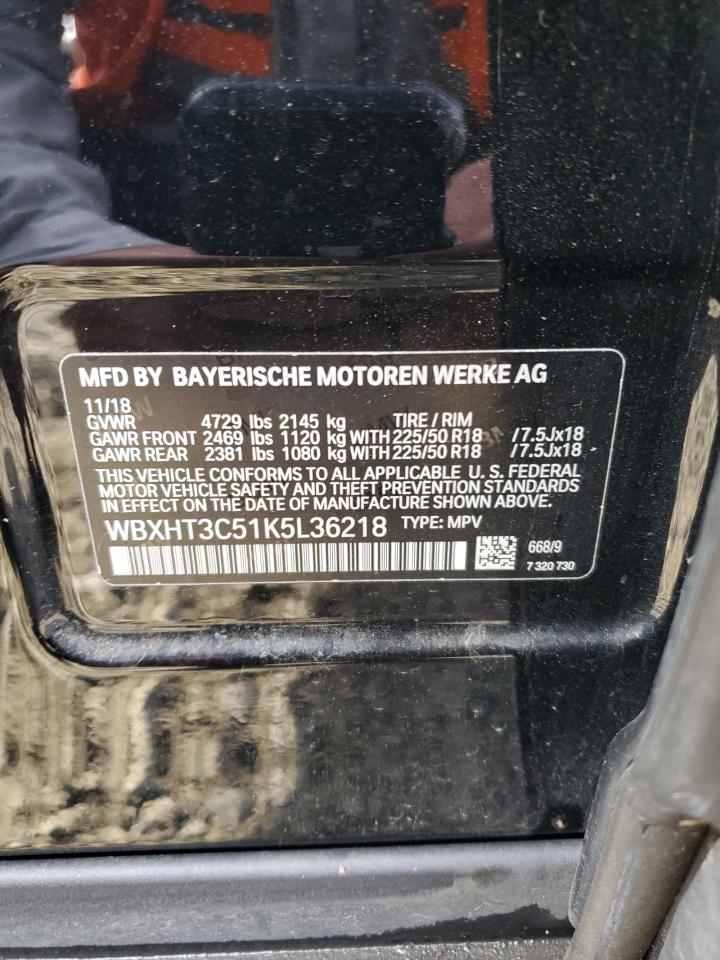 MFD BY BAYERISCHE MOTOREN WERKE AG
11/18
GVWR 4729 lbs 2145 kg TIRE / RIM
GAWR FRONT 2469 lbs 1120 kg WITH 225/50 R18 /7.5Jx18
GAWR REAR 2381 lbs 1080 kg WITH 225/50 R18 /7.5Jx18
THIS VEHICLE CONFORMS TO ALL APPLICABLE U.S. FEDERAL
MOTOR VEHICLE SAFETY AND THEFT PREVENTION STANDARDS
IN EFFECT ON THE DATE OF MANUFACTURE SHOWN ABOVE.
WBXHT3C51K5L36218 TYPE: MPV
668/9
7 320 730